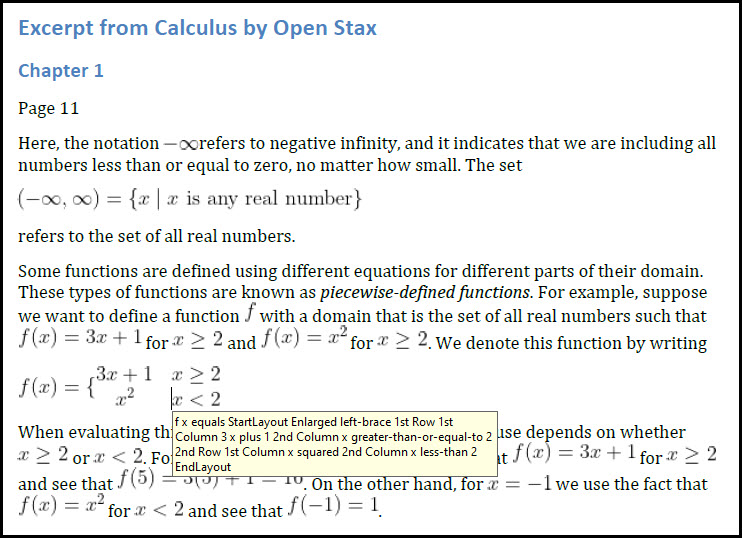 Excerpt from Calculus by Open Stax
Chapter 1
Page 11
Here, the notation −∞refers to negative infinity, and it indicates that we are including all
numbers less than or equal to zero, no matter how small. The set
(−∞, ∞) = {x | x is any real number}
refers to the set of all real numbers.
Some functions are defined using different equations for different parts of their domain.
These types of functions are known as piecewise-defined functions. For example, suppose
we want to define a function f with a domain that is the set of all real numbers such that
f(x) = 3x + 1 for x ≥ 2 and f(x) = x² for x ≥ 2. We denote this function by writing
f(x) = {3x + 1 x ≥ 2
x² x < 2
f x equals StartLayout Enlarged left-brace 1st Row 1st
Column 3 x plus 1 2nd Column x greater-than-or-equal-to 2
2nd Row 1st Column x squared 2nd Column x less-than 2
EndLayout
When evaluating th use depends on whether
x ≥ 2 or x < 2. Fo t f(x) = 3x + 1 for x ≥ 2
and see that f(5) = 3(5) + 1 = 10. On the other hand, for x = −1 we use the fact that
f(x) = x² for x < 2 and see that f(−1) = 1.